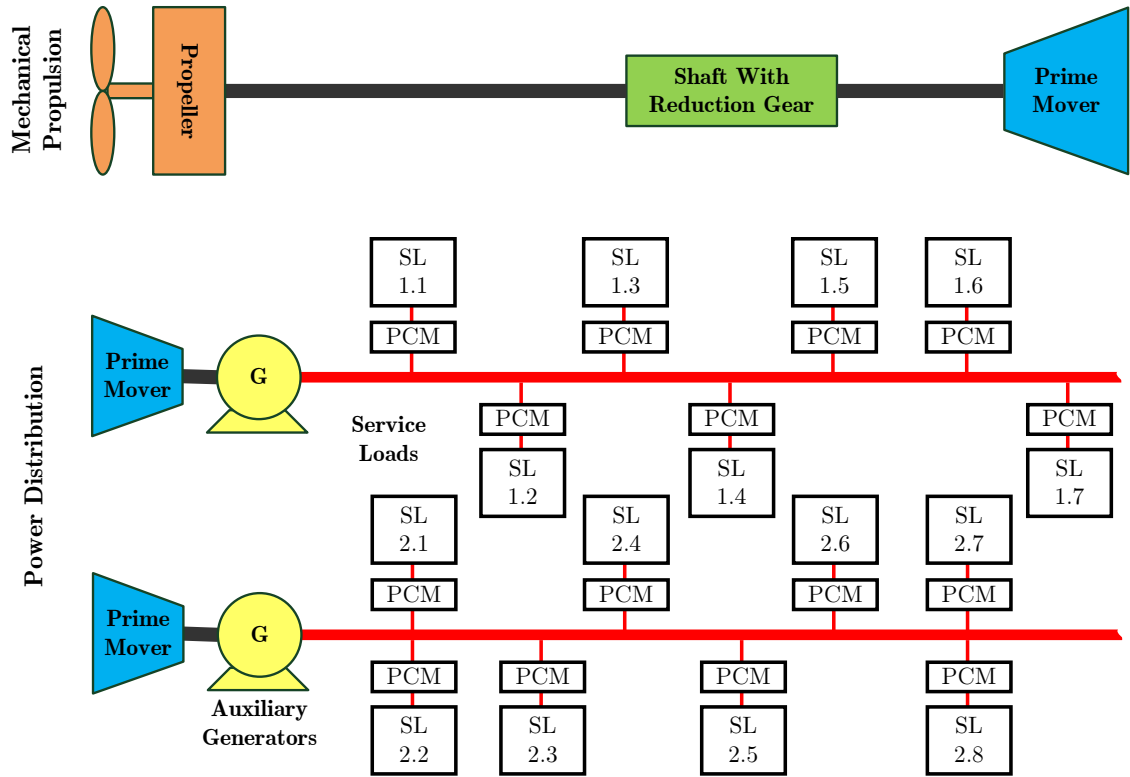 Mechanical
Propulsion
Propeller
Shaft With
Reduction Gear
Prime
Mover
Power Distribution
SL
1.1
SL
1.3
SL
1.5
SL
1.6
PCM
PCM
PCM
PCM
Prime
Mover
G
Service
Loads
PCM
PCM
PCM
SL
1.2
SL
1.4
SL
1.7
SL
2.1
SL
2.4
SL
2.6
SL
2.7
PCM
PCM
PCM
PCM
Prime
Mover
G
Auxiliary
Generators
PCM
PCM
PCM
PCM
SL
2.2
SL
2.3
SL
2.5
SL
2.8